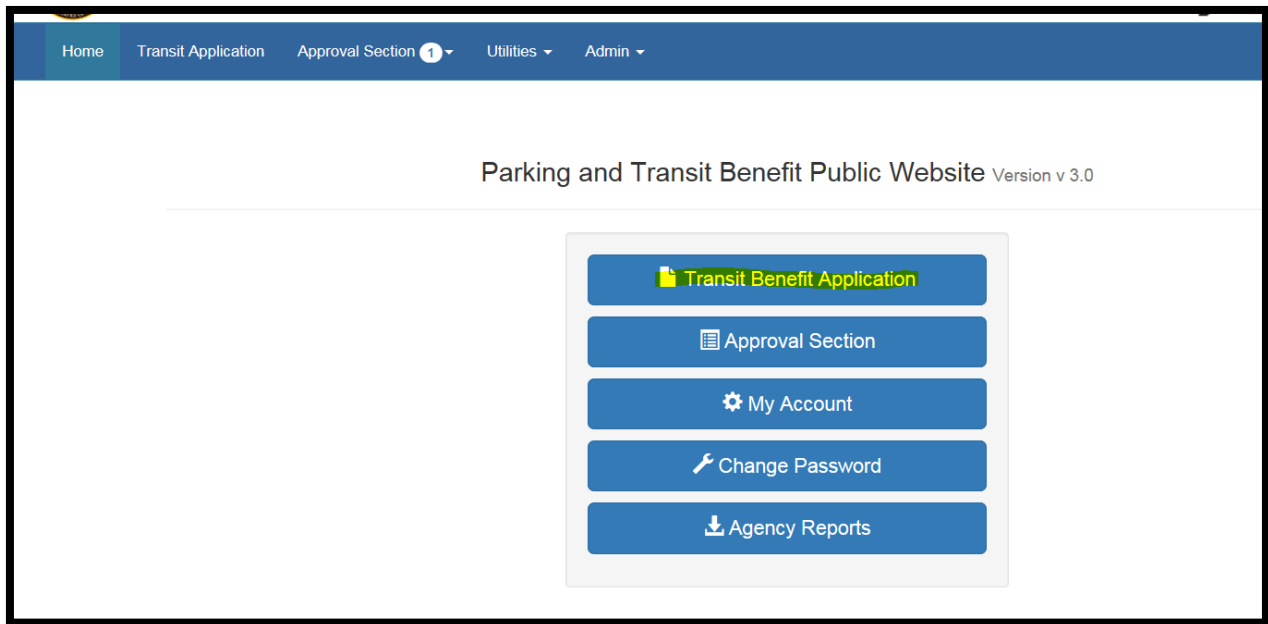 Home Transit Application Approval Section 1 Utilities Admin
Parking and Transit Benefit Public Website Version v 3.0
Transit Benefit Application
Approval Section
My Account
Change Password
Agency Reports